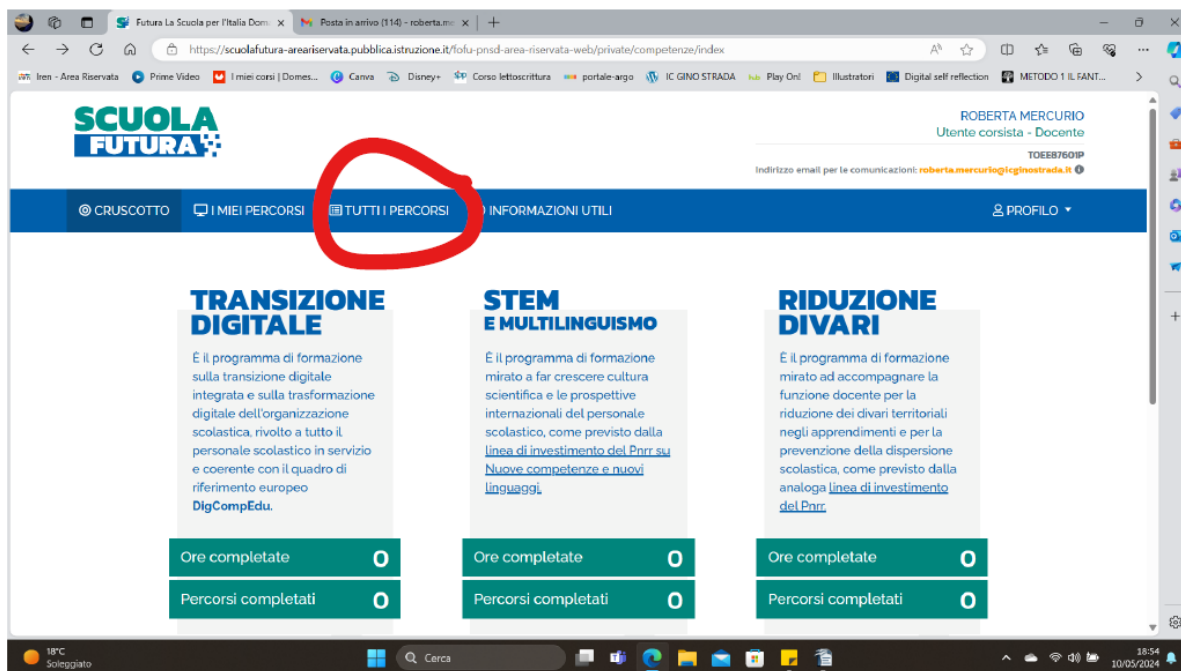 Futura La Scuola per l'Italia Dom
Posta in arrivo (114) - roberta.me
https://scuolafutura-areariservata.pubblica.istruzione.it/fofu-pnsd-area-riservata-web/private/competenze/index
Iren - Area Riservata Prime Video I miei corsi | Domes... Canva Disney+ Corso lettoscrittura portale-argo IC GINO STRADA Play On! Illustratori Digital self reflection METODO 1 IL FANT...
SCUOLA
FUTURA
ROBERTA MERCURIO
Utente corsista - Docente
TOEE87601P
Indirizzo email per le comunicazioni: roberta.mercurio@icginostrada.it
CRUSCOTTO I MIEI PERCORSI TUTTI I PERCORSI INFORMAZIONI UTILI PROFILO
TRANSIZIONE
DIGITALE
È il programma di formazione
sulla transizione digitale
integrata e sulla trasformazione
digitale dell'organizzazione
scolastica, rivolto a tutto il
personale scolastico in servizio
e coerente con il quadro di
riferimento europeo
DigCompEdu.
Ore completate 0
Percorsi completati 0
STEM
E MULTILINGUISMO
È il programma di formazione
mirato a far crescere cultura
scientifica e le prospettive
internazionali del personale
scolastico, come previsto dalla
linea di investimento del Pnrr su
Nuove competenze e nuovi
linguaggi.
Ore completate 0
Percorsi completati 0
RIDUZIONE
DIVARI
È il programma di formazione
mirato ad accompagnare la
funzione docente per la
riduzione dei divari territoriali
negli apprendimenti e per la
prevenzione della dispersione
scolastica, come previsto dalla
analoga linea di investimento
del Pnrr.
Ore completate 0
Percorsi completati 0
18°C
Soleggiato
Cerca
18:54
10/05/2024